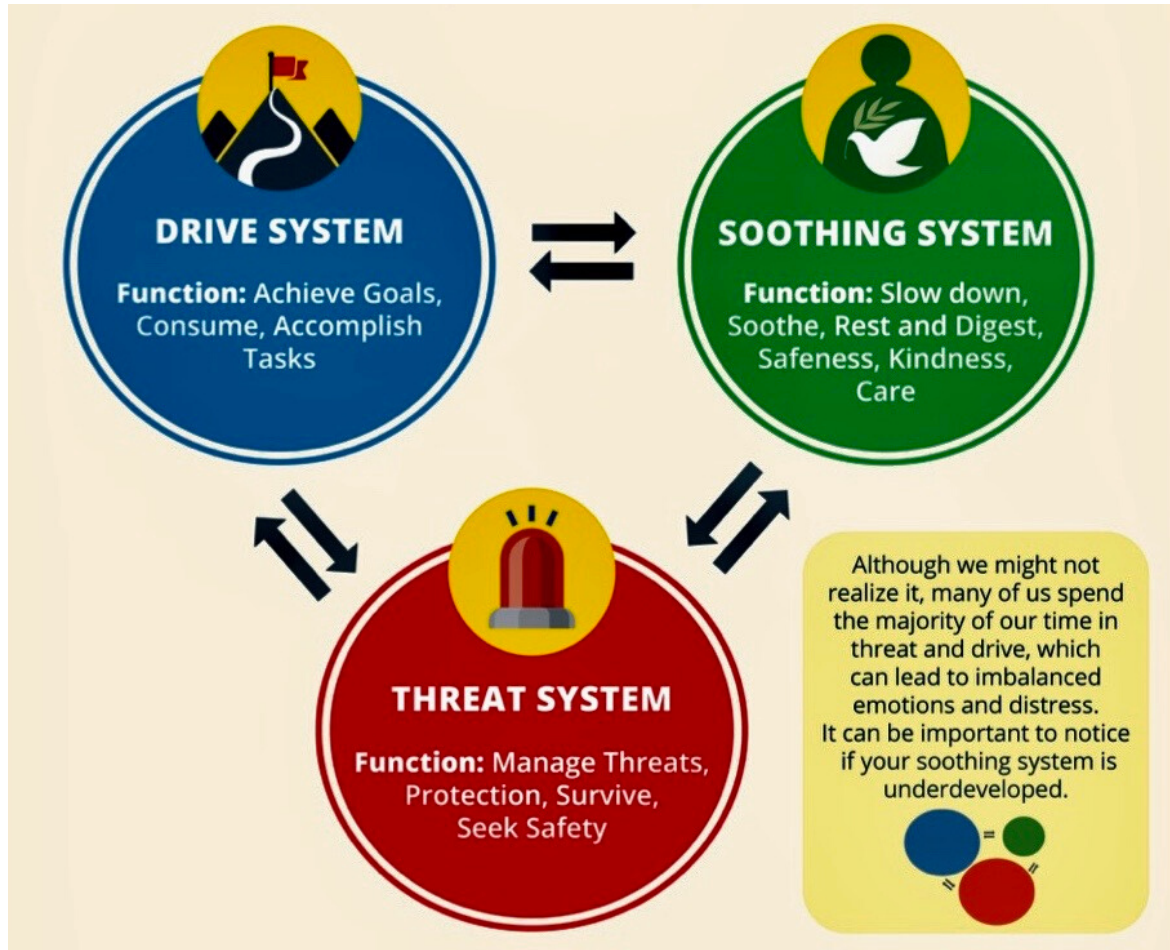 DRIVE SYSTEM
Function: Achieve Goals,
Consume, Accomplish
Tasks
SOOTHING SYSTEM
Function: Slow down,
Soothe, Rest and Digest,
Safeness, Kindness,
Care
THREAT SYSTEM
Function: Manage Threats,
Protection, Survive,
Seek Safety
Although we might not
realize it, many of us spend
the majority of our time in
threat and drive, which
can lead to imbalanced
emotions and distress.
It can be important to notice
if your soothing system is
underdeveloped.